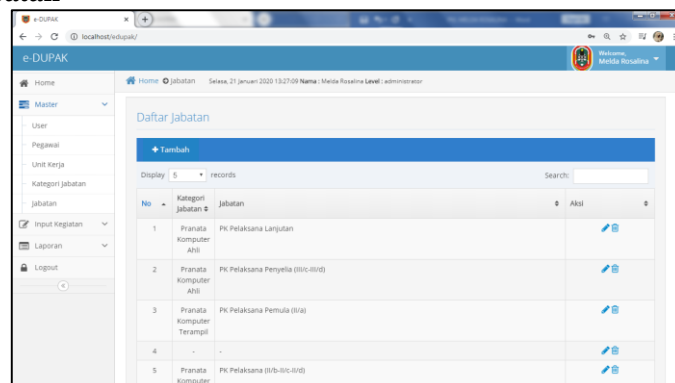 e-DUPAK
localhost/edupak/
e-DUPAK
Welcome,
Melda Rosalina
Home
Master
User
Pegawai
Unit Kerja
Kategori Jabatan
Jabatan
Input Kegiatan
Laporan
Logout
Home Jabatan Selasa, 21 Januari 2020 13:27:09 Nama : Melda Rosalina Level : administrator
Daftar Jabatan
+ Tambah
Display 5 records Search:
No Kategori Jabatan Jabatan Aksi
1 Pranata Komputer Ahli PK Pelaksana Lanjutan
2 Pranata Komputer Ahli PK Pelaksana Penyelia (III/c-III/d)
3 Pranata Komputer Terampil PK Pelaksana Pemula (II/a)
4 - -
5 Pranata Komputer PK Pelaksana (II/b-II/c-II/d)